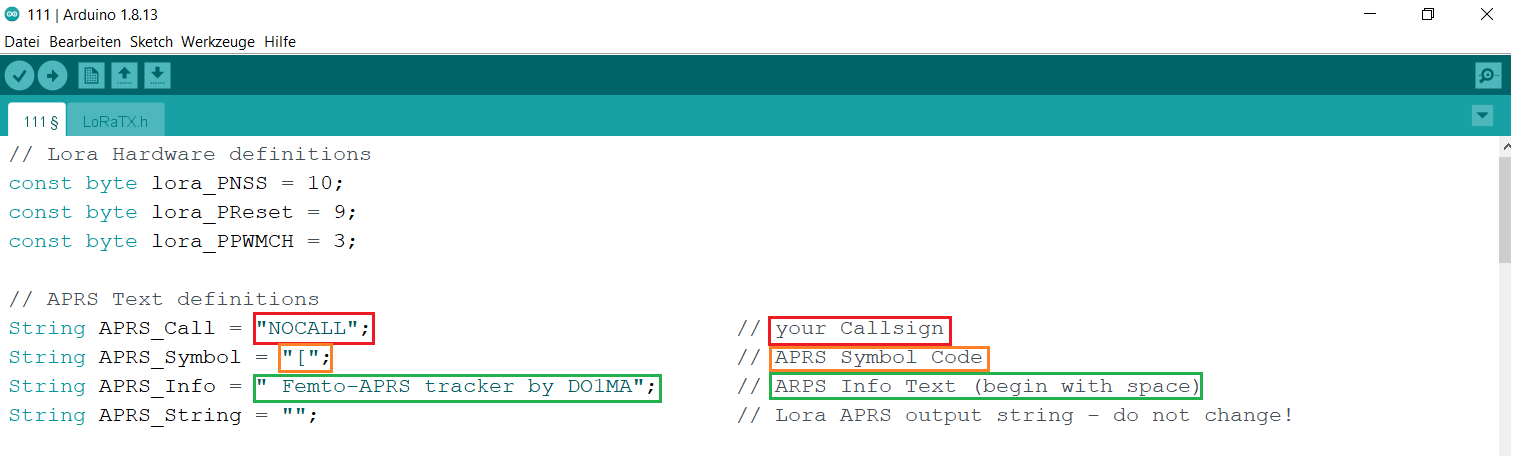 111 | Arduino 1.8.13
Datei Bearbeiten Sketch Werkzeuge Hilfe
111 § LoRaTX.h
// Lora Hardware definitions
const byte lora_PNSS = 10;
const byte lora_PReset = 9;
const byte lora_PPWMCH = 3;
// APRS Text definitions
String APRS_Call = "NOCALL"; // your Callsign
String APRS_Symbol = "["; // APRS Symbol Code
String APRS_Info = " Femto-APRS tracker by DO1MA"; // ARPS Info Text (begin with space)
String APRS_String = ""; // Lora APRS output string - do not change!